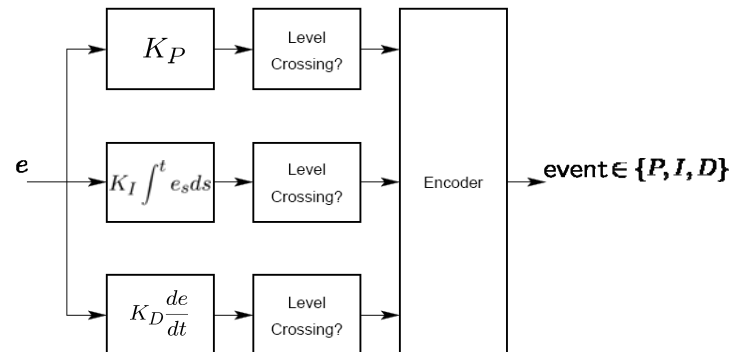 K_P
Level
Crossing?
e
K_I ∫^t e_s ds
Level
Crossing?
Encoder
event ∈ {P, I, D}
K_D de/dt
Level
Crossing?